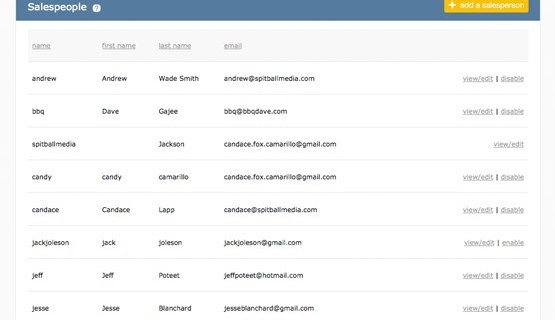 Salespeople ?
+ add a salesperson
name first name last name email
andrew Andrew Wade Smith andrew@spitballmedia.com view/edit | disable
bbq Dave Gajee bbq@bbqdave.com view/edit | disable
spitballmedia Jackson candace.fox.camarillo@gmail.com view/edit
candy candy camarillo candace.fox.camarillo@gmail.com view/edit | disable
candace Candace Lapp candace@spitballmedia.com view/edit | disable
jackjoleson jack joleson jackjoleson@gmail.com view/edit | enable
jeff Jeff Poteet jeffpoteet@hotmail.com view/edit | disable
jesse Jesse Blanchard jesseblanchard@gmail.com view/edit | disable